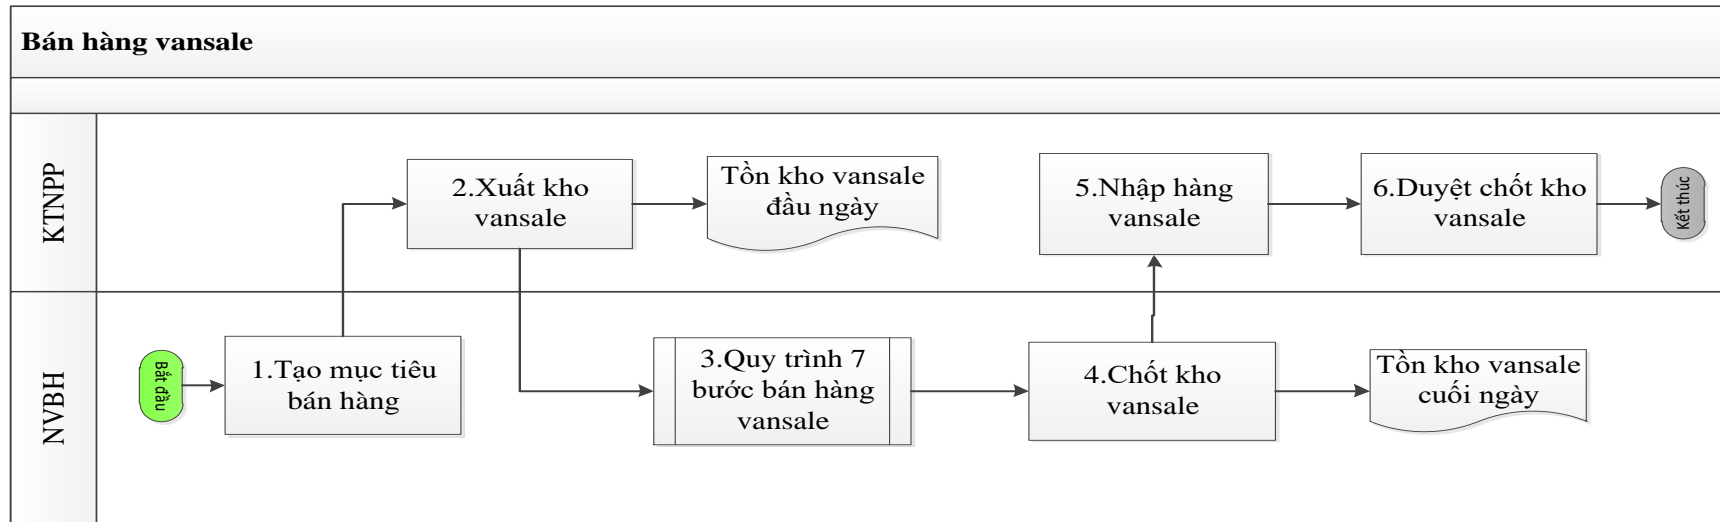 Bán hàng vansale
KTNPP
2.Xuất kho
vansale
Tồn kho vansale
đầu ngày
5.Nhập hàng
vansale
6.Duyệt chốt kho
vansale
Kết thúc
NVBH
Bắt đầu
1.Tạo mục tiêu
bán hàng
3.Quy trình 7
bước bán hàng
vansale
4.Chốt kho
vansale
Tồn kho vansale
cuối ngày